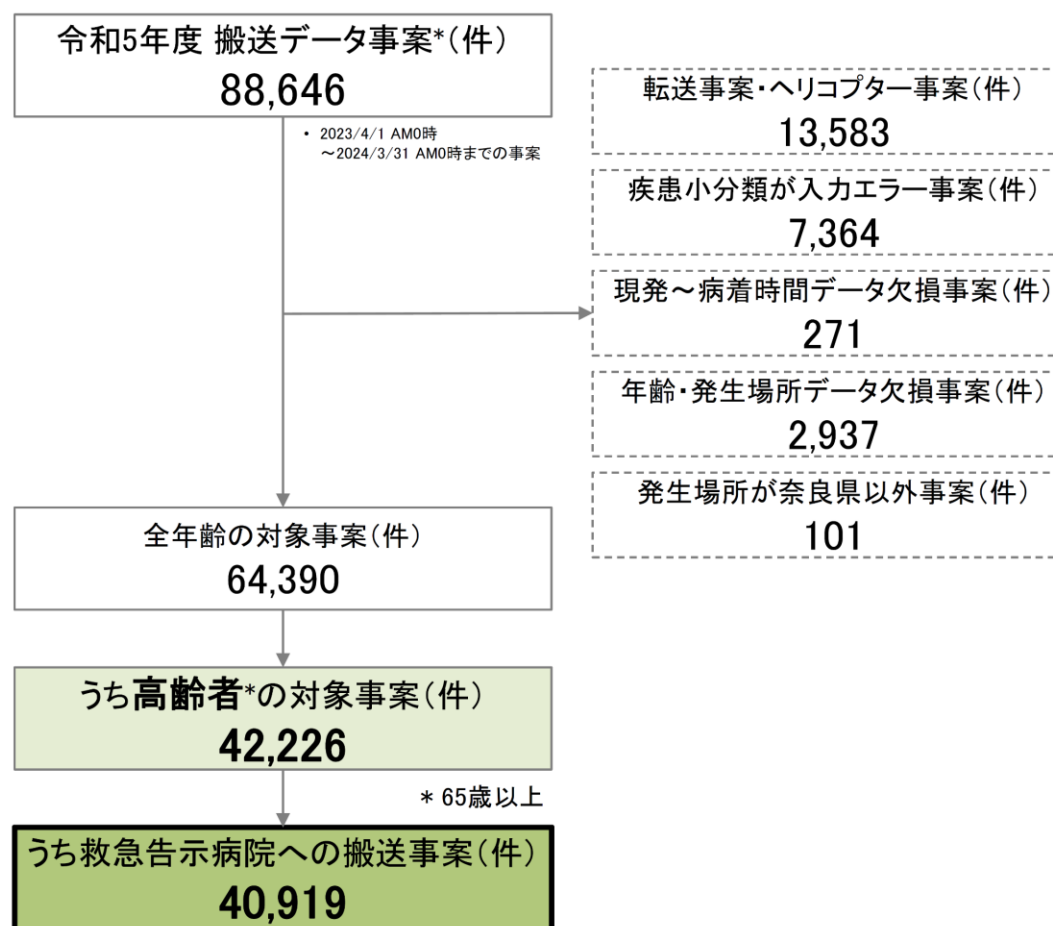 令和5年度 搬送データ事案*(件)
88,646
• 2023/4/1 AM0時
～2024/3/31 AM0時までの事案
転送事案・ヘリコプター事案(件)
13,583
疾患小分類が入力エラー事案(件)
7,364
現発～病着時間データ欠損事案(件)
271
年齢・発生場所データ欠損事案(件)
2,937
発生場所が奈良県以外事案(件)
101
全年齢の対象事案(件)
64,390
うち高齢者*の対象事案(件)
42,226
* 65歳以上
うち救急告示病院への搬送事案(件)
40,919